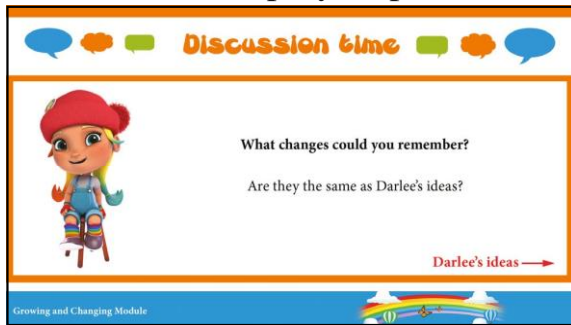 Discussion time
What changes could you remember?
Are they the same as Darlee's ideas?
Darlee's ideas
Growing and Changing Module